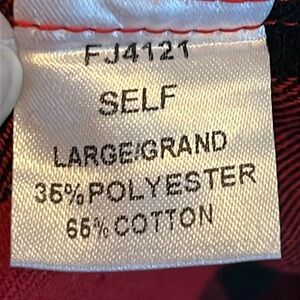 FJ4121
SELF
LARGE/GRAND
35% POLYESTER
65% COTTON